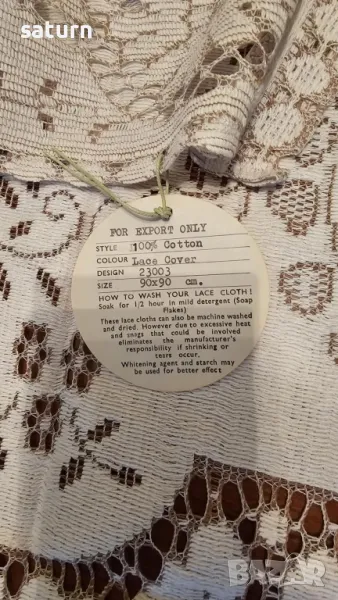 saturn
FOR EXPORT ONLY
STYLE 100% Cotton
COLOUR Lace Cover
DESIGN 23003
SIZE 90x90 cm.
HOW TO WASH YOUR LACE CLOTH!
Soak for 1/2 hour in mild detergent (Soap
Flakes)
These lace cloths can also be machine washed
and dried. However due to excessive heat
and snags that could be involved
eliminates the manufacturer's
responsibility if shrinking or
tears occur.
Whitening agent and starch may
be used for better effect
BAZAR